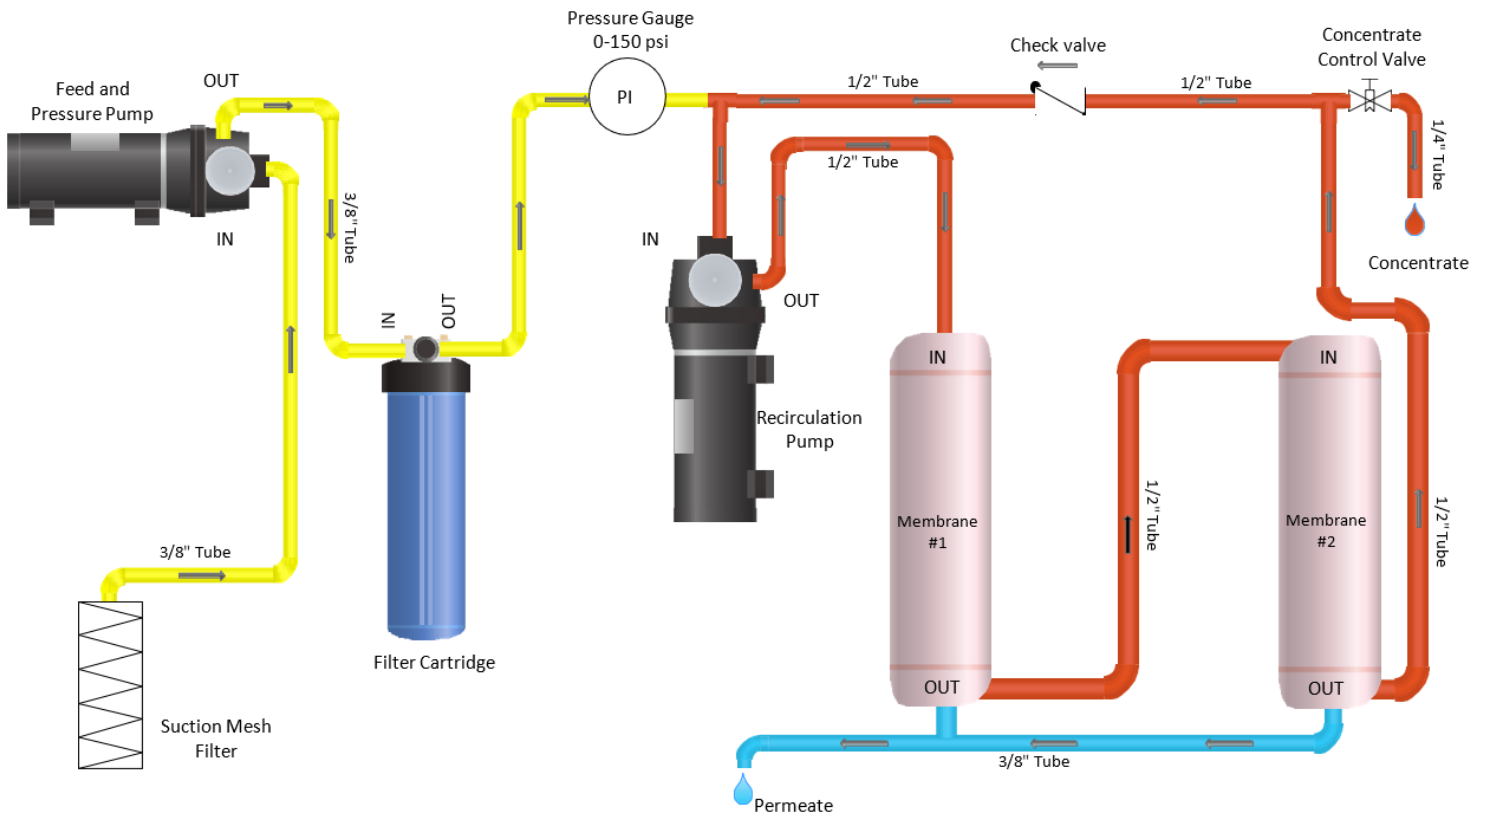 Pressure Gauge
0-150 psi
Concentrate
Control Valve
Check valve
Feed and
Pressure Pump
OUT
1/2" Tube
1/2" Tube
PI
1/4" Tube
1/2" Tube
3/8" Tube
IN
IN
OUT
Concentrate
IN
OUT
IN
IN
Recirculation
Pump
1/2" Tube
1/2" Tube
Membrane
#1
Membrane
#2
3/8" Tube
Filter Cartridge
OUT
OUT
Suction Mesh
Filter
3/8" Tube
Permeate